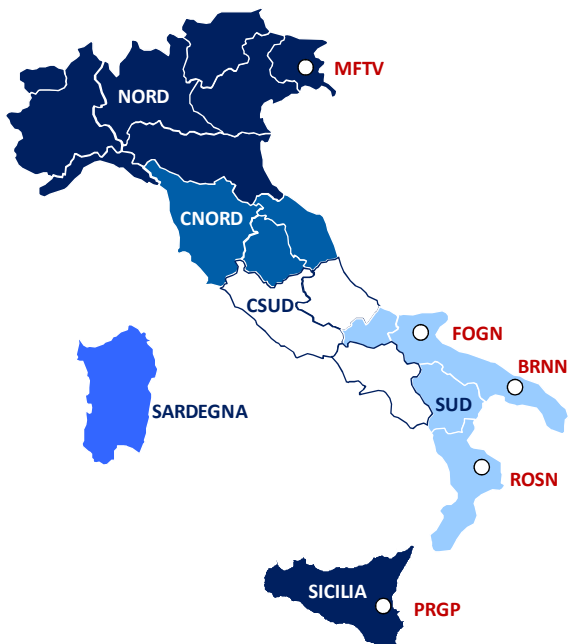 MFTV
NORD
CNORD
CSUD
FOGN
BRNN
SUD
SARDEGNA
ROSN
SICILIA
PRGP